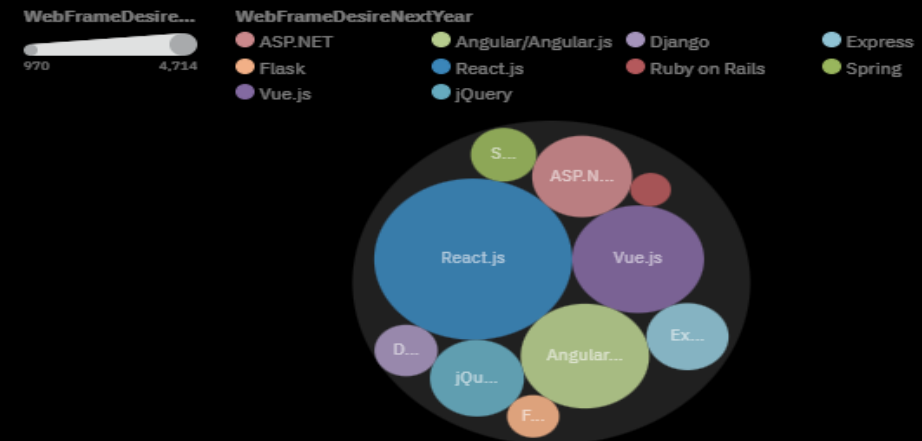 WebFrameDesire... WebFrameDesireNextYear
970 4,714
ASP.NET Angular/Angular.js Django Express
Flask React.js Ruby on Rails Spring
Vue.js jQuery
S...
ASP.N...
React.js Vue.js
Ex...
D... Angular...
jQu...
F...